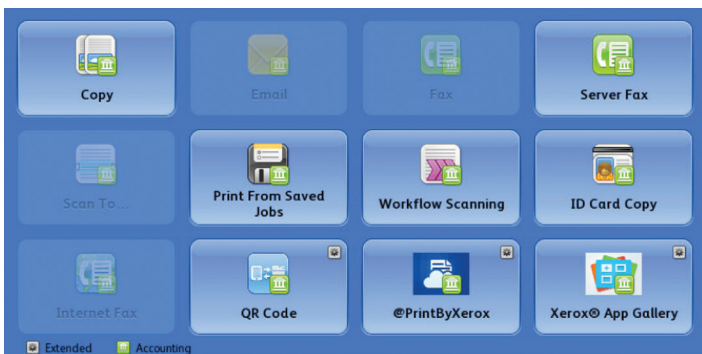 Copy
Email
Fax
Server Fax
Scan To...
Print From Saved
Jobs
Workflow Scanning
ID Card Copy
Internet Fax
QR Code
@PrintByXerox
Xerox® App Gallery
Extended
Accounting